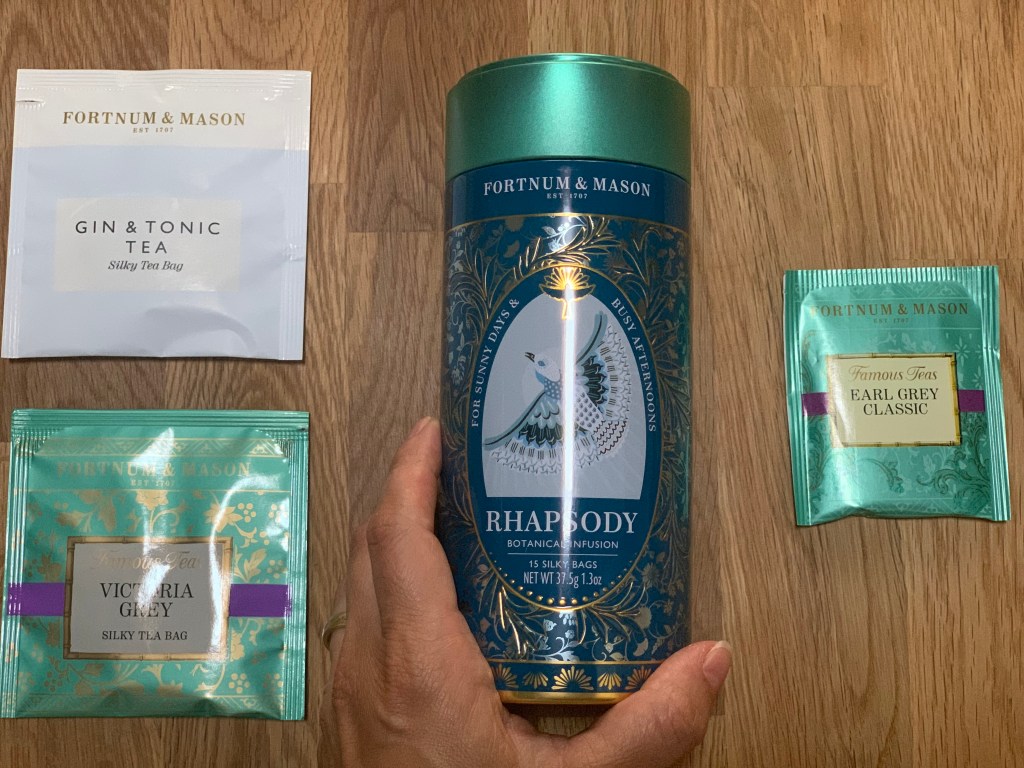 FORTNUM & MASON
EST 1707
GIN & TONIC
TEA
Silky Tea Bag
FORTNUM & MASON
EST 1707
Famous Teas
VICTORIA
GREY
SILKY TEA BAG
FORTNUM & MASON
EST 1707
FOR SUNNY DAYS &
BUSY AFTERNOONS
RHAPSODY
BOTANICAL INFUSION
15 SILKY BAGS
NET WT 37.5g 1.3oz
FORTNUM & MASON
EST 1707
Famous Teas
EARL GREY
CLASSIC